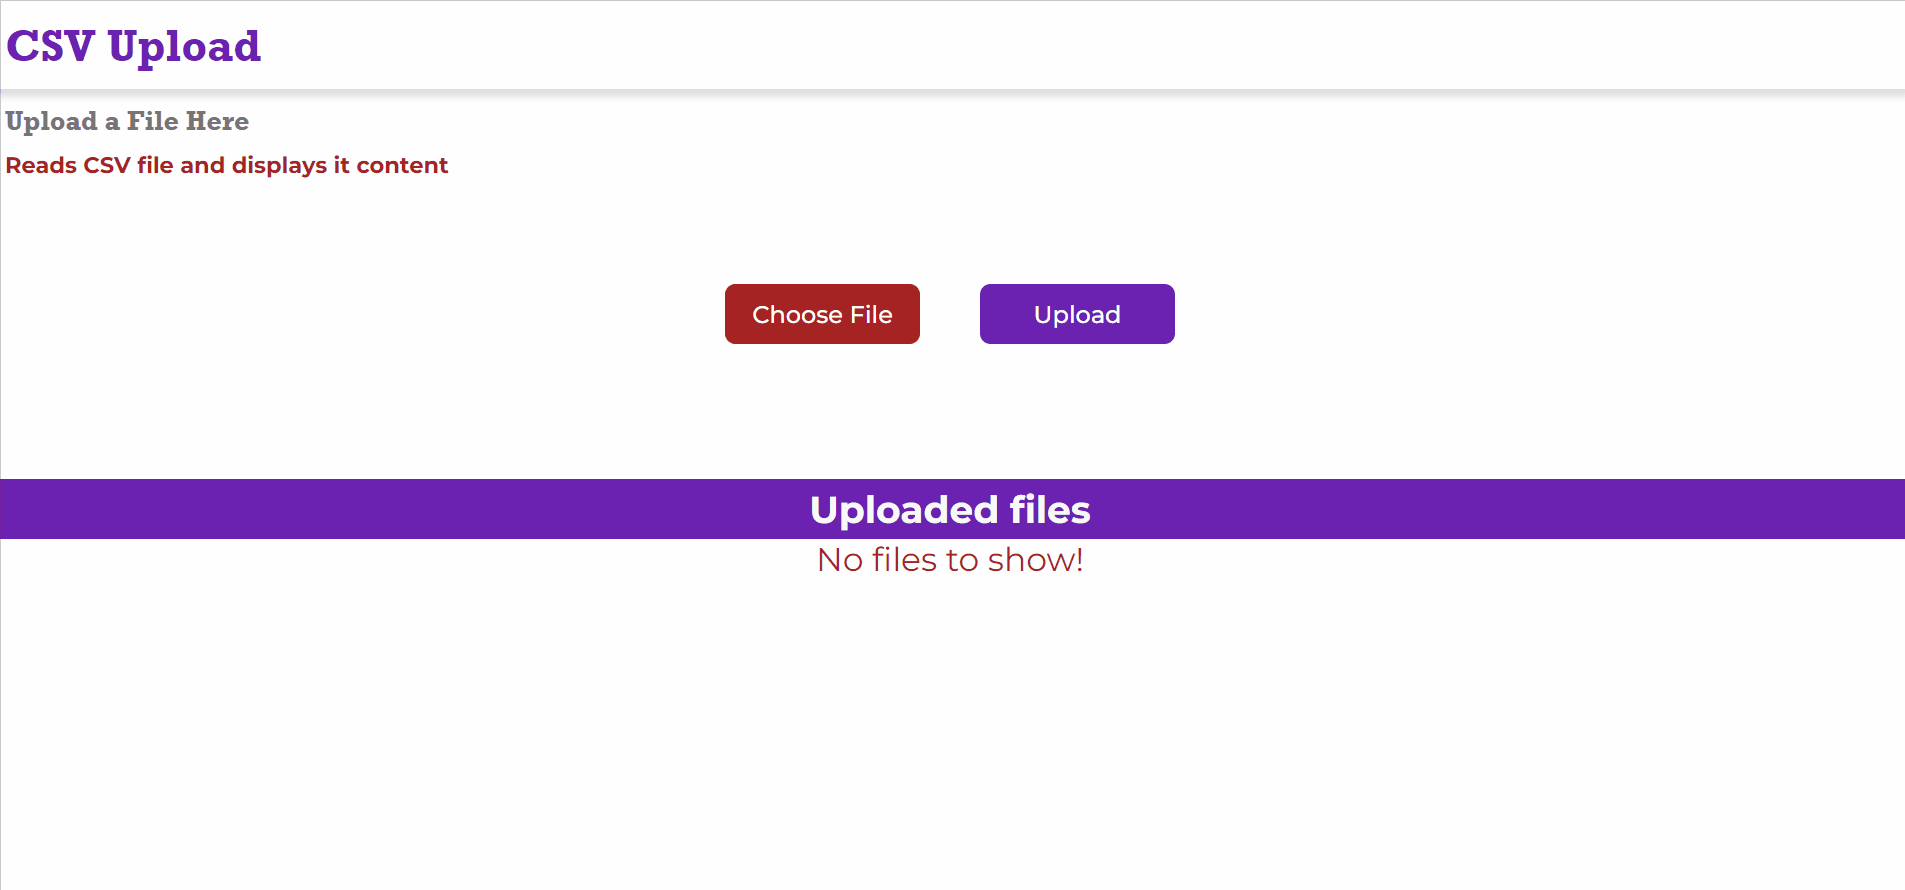 CSV Upload
Upload a File Here
Reads CSV file and displays it content
Choose File
Upload
Uploaded files
No files to show!